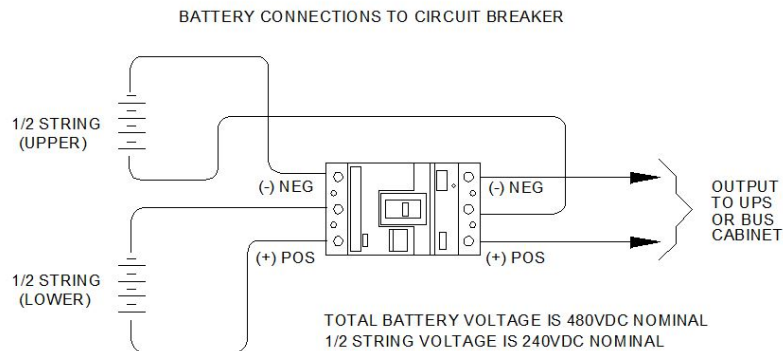 BATTERY CONNECTIONS TO CIRCUIT BREAKER
1/2 STRING
(UPPER)
(-) NEG
(-) NEG
OUTPUT
TO UPS
OR BUS
CABINET
(+) POS
(+) POS
1/2 STRING
(LOWER)
TOTAL BATTERY VOLTAGE IS 480VDC NOMINAL
1/2 STRING VOLTAGE IS 240VDC NOMINAL